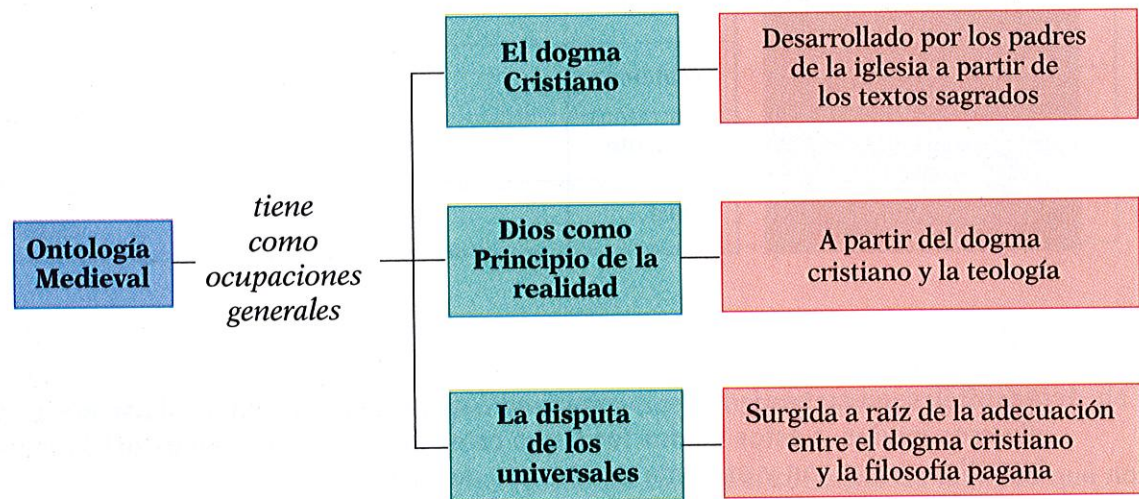 Ontología
Medieval
tiene
como
ocupaciones
generales
El dogma
Cristiano
Desarrollado por los padres
de la iglesia a partir de
los textos sagrados
Dios como
Principio de la
realidad
A partir del dogma
cristiano y la teología
La disputa
de los
universales
Surgida a raíz de la adecuación
entre el dogma cristiano
y la filosofía pagana